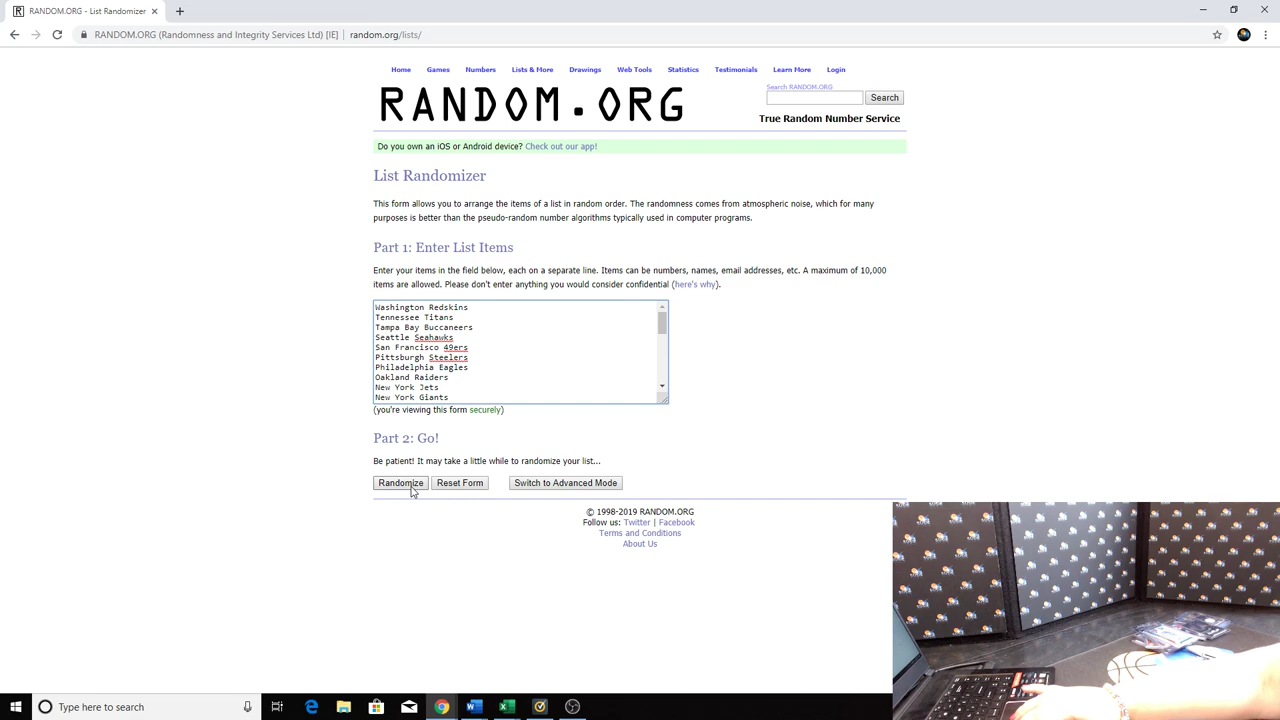 RANDOM.ORG - List Randomizer
RANDOM.ORG (Randomness and Integrity Services Ltd) [IE] | random.org/lists/
Home Games Numbers Lists & More Drawings Web Tools Statistics Testimonials Learn More Login
RANDOM.ORG
Search RANDOM.ORG
Search
True Random Number Service
Do you own an iOS or Android device? Check out our app!
List Randomizer
This form allows you to arrange the items of a list in random order. The randomness comes from atmospheric noise, which for many
purposes is better than the pseudo-random number algorithms typically used in computer programs.
Part 1: Enter List Items
Enter your items in the field below, each on a separate line. Items can be numbers, names, email addresses, etc. A maximum of 10,000
items are allowed. Please don't enter anything you would consider confidential (here's why).
Washington Redskins
Tennessee Titans
Tampa Bay Buccaneers
Seattle Seahawks
San Francisco 49ers
Pittsburgh Steelers
Philadelphia Eagles
Oakland Raiders
New York Jets
New York Giants
(you're viewing this form securely)
Part 2: Go!
Be patient! It may take a little while to randomize your list...
Randomize Reset Form Switch to Advanced Mode
© 1998-2019 RANDOM.ORG
Follow us: Twitter | Facebook
Terms and Conditions
About Us
Type here to search